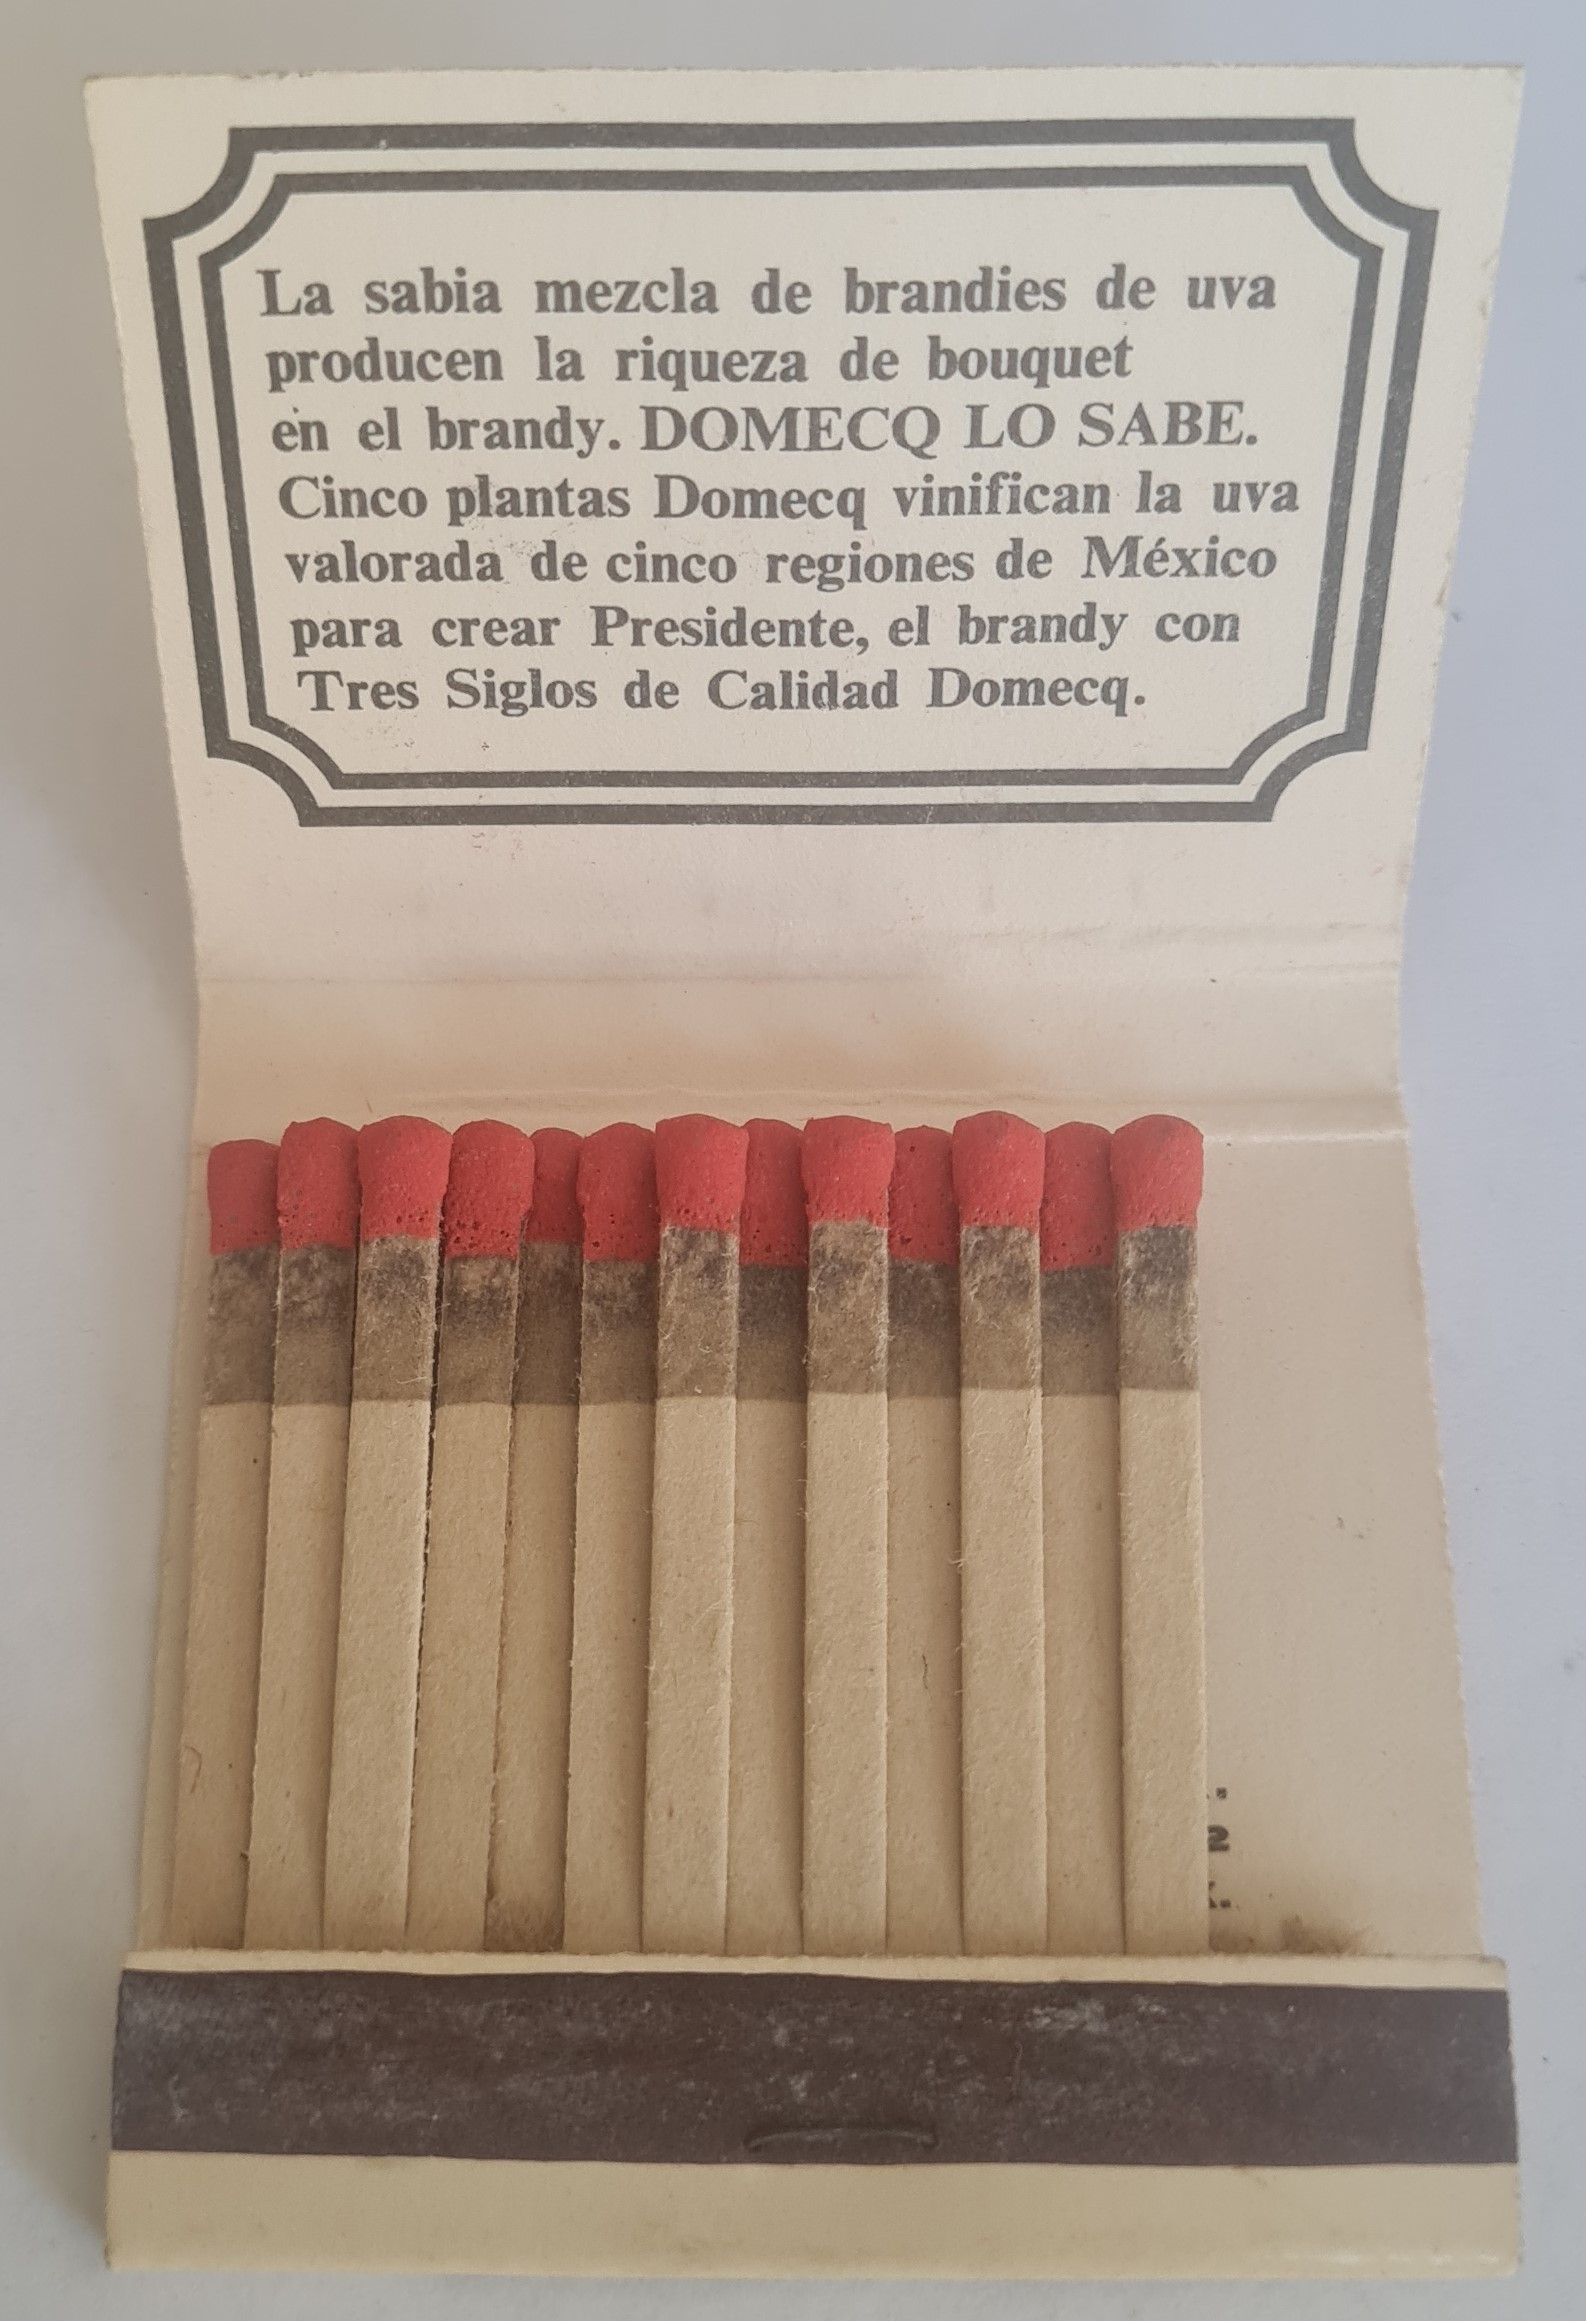 La sabia mezcla de brandies de uva
producen la riqueza de bouquet
en el brandy. DOMECQ LO SABE.
Cinco plantas Domecq vinifican la uva
valorada de cinco regiones de México
para crear Presidente, el brandy con
Tres Siglos de Calidad Domecq.